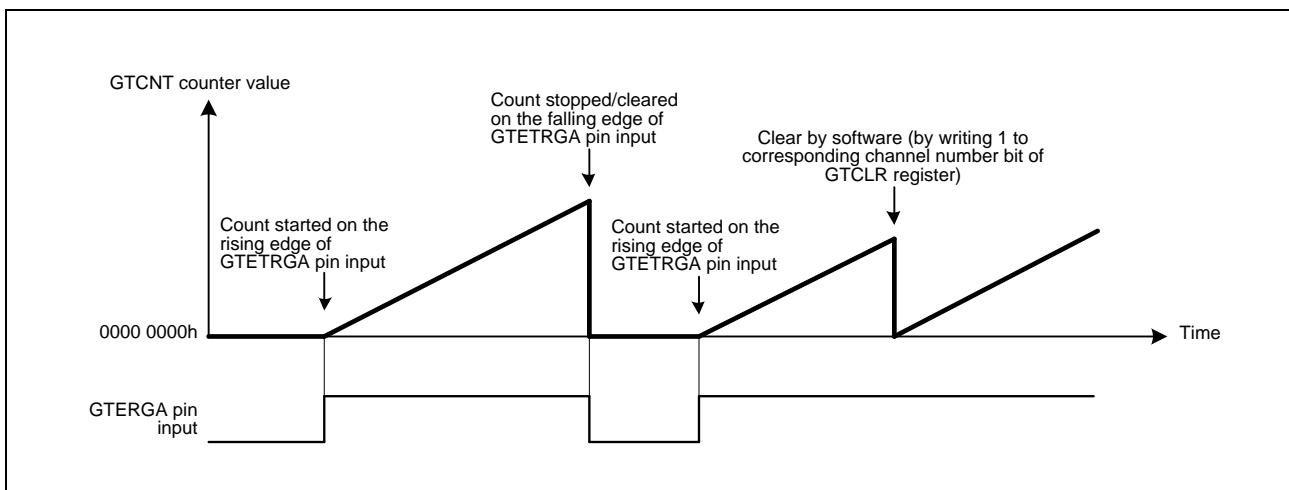 GTCNT counter value
Count stopped/cleared
on the falling edge of
GTETRGA pin input
Clear by software (by writing 1 to
corresponding channel number bit of
GTCLR register)
Count started on the
rising edge of
GTETRGA pin input
Count started on the
rising edge of
GTETRGA pin input
0000 0000h
Time
GTERGA pin
input